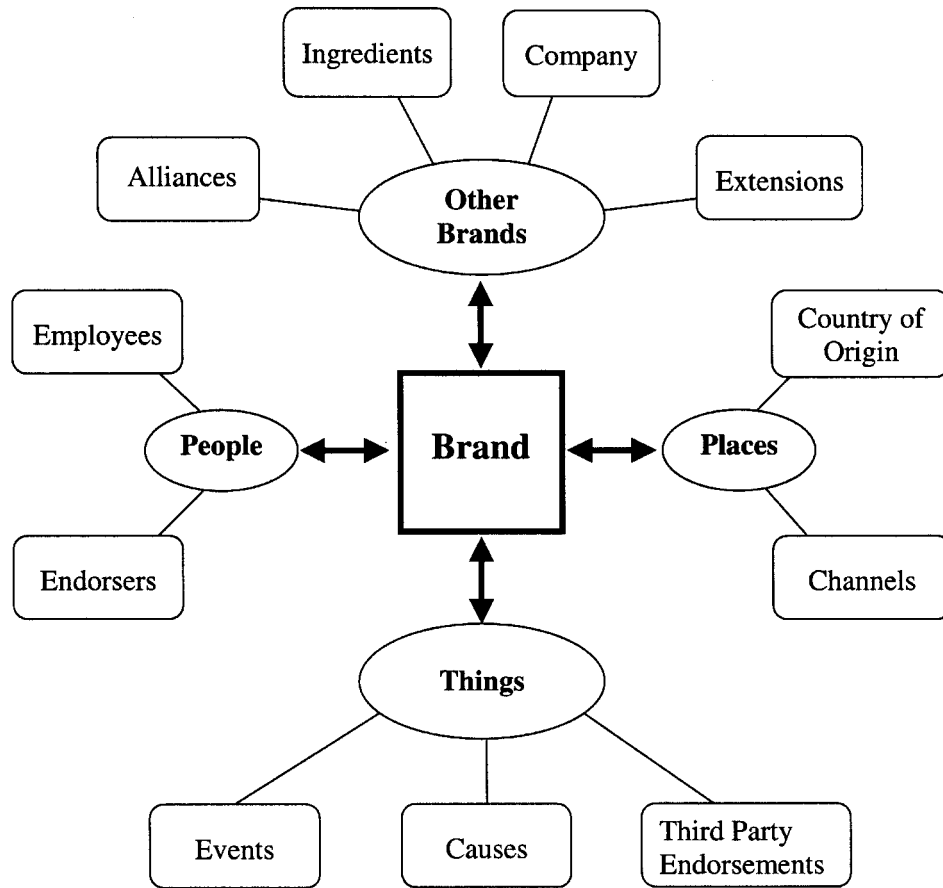 Ingredients
Company
Alliances
Other
Brands
Extensions
Employees
Country of
Origin
People
Brand
Places
Endorsers
Channels
Things
Events
Causes
Third Party
Endorsements